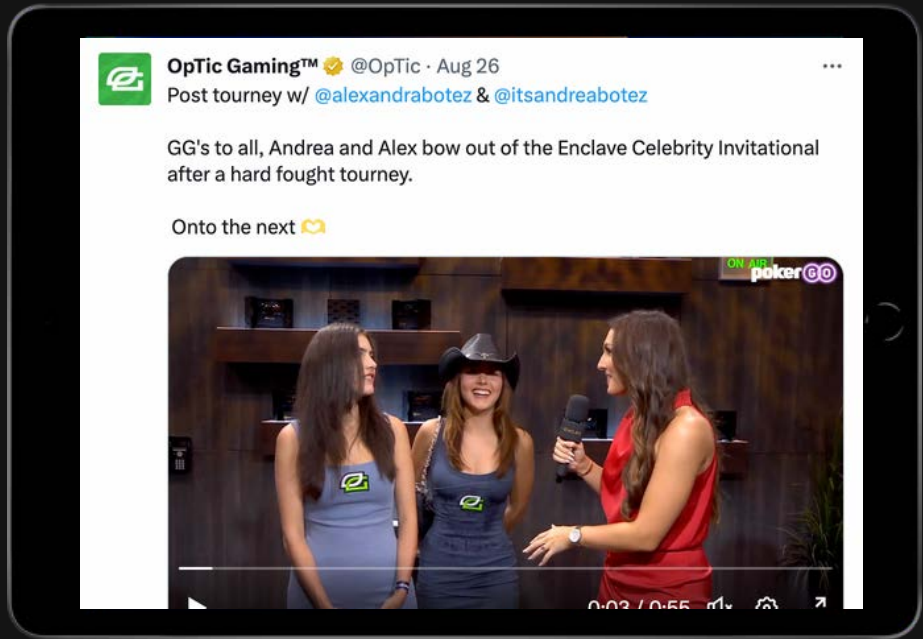 OpTic Gaming™ @OpTic · Aug 26
Post tourney w/ @alexandrabotez & @itsandreabotez
GG's to all, Andrea and Alex bow out of the Enclave Celebrity Invitational
after a hard fought tourney.
Onto the next
ON AIR
pokerGO
0:03 / 0:55